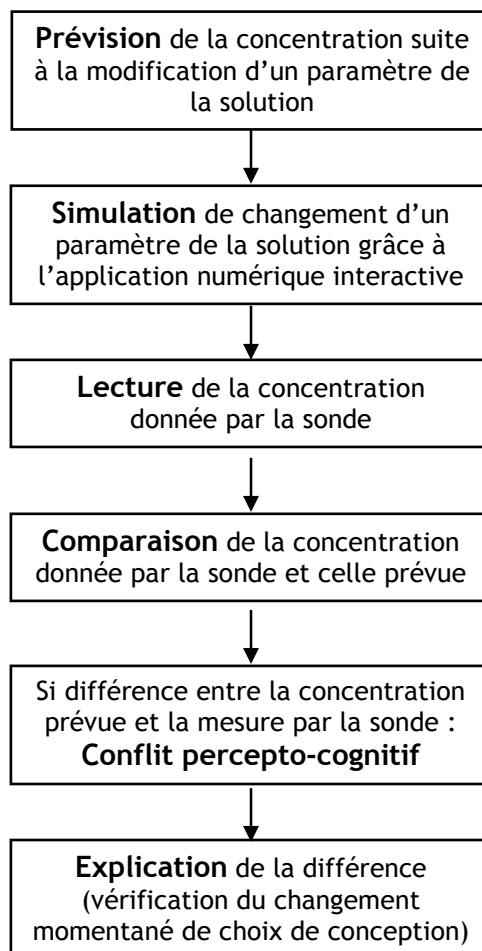 Prévision de la concentration suite
à la modification d’un paramètre de
la solution
Simulation de changement d’un
paramètre de la solution grâce à
l’application numérique interactive
Lecture de la concentration
donnée par la sonde
Comparaison de la concentration
donnée par la sonde et celle prévue
Si différence entre la concentration
prévue et la mesure par la sonde :
Conflit percepto-cognitif
Explication de la différence
(vérification du changement
momentané de choix de conception)